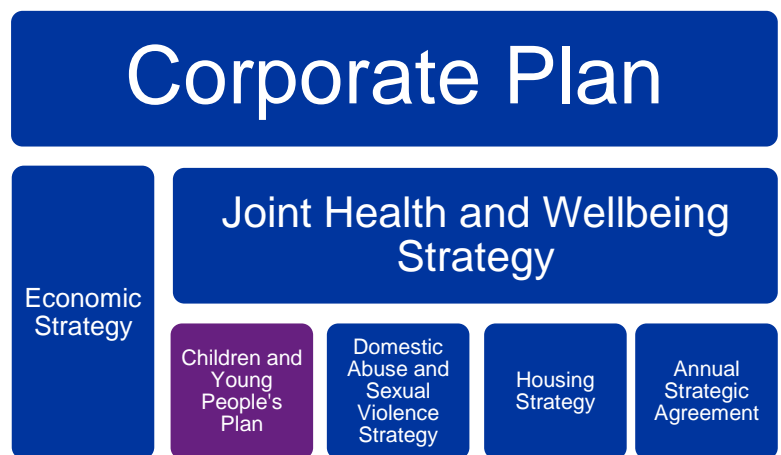 Corporate Plan
Joint Health and Wellbeing
Strategy
Economic
Strategy
Children and
Young
People's
Plan
Domestic
Abuse and
Sexual
Violence
Strategy
Housing
Strategy
Annual
Strategic
Agreement